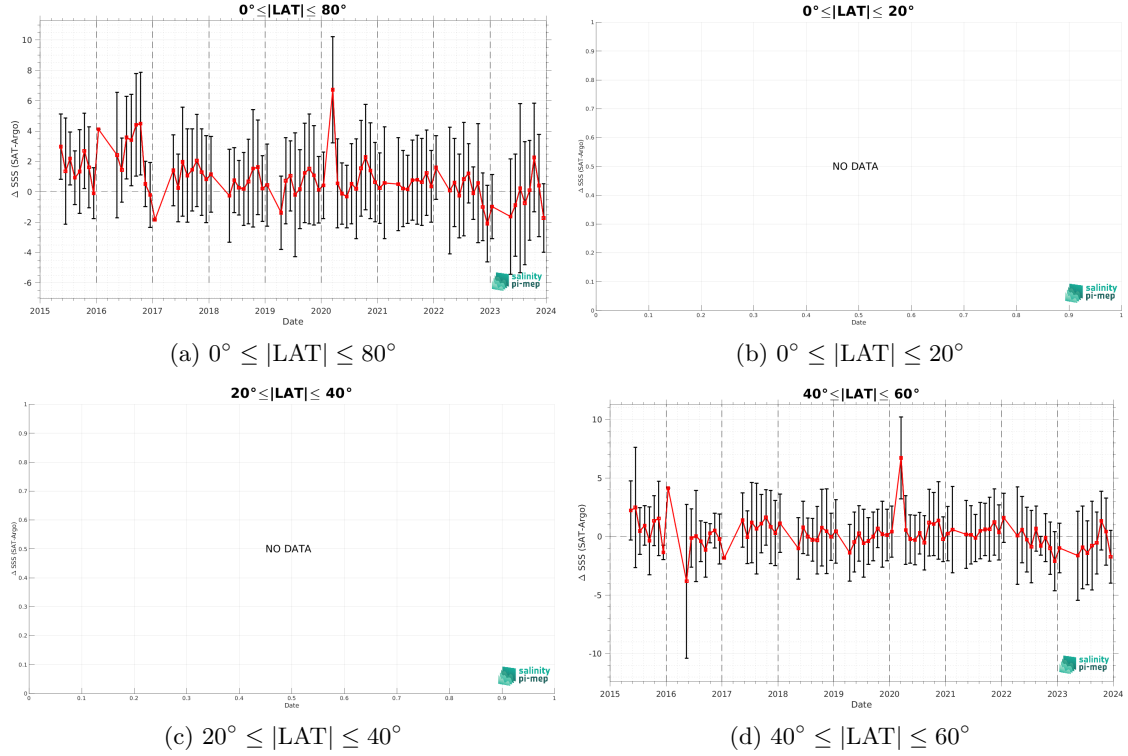 0°≤|LAT|≤ 80°
10
8
6
4
2
0
-2
-4
-6
Δ SSS (SAT-Argo)
2015 2016 2017 2018 2019 2020 2021 2022 2023 2024
Date
salinity
pi-mep
(a) 0° ≤ |LAT| ≤ 80°
0°≤|LAT|≤ 20°
1
0.9
0.8
0.7
0.6
0.5
0.4
0.3
0.2
0.1
0
Δ SSS (SAT-Argo)
NO DATA
0 0.1 0.2 0.3 0.4 0.5 0.6 0.7 0.8 0.9 1
Date
salinity
pi-mep
(b) 0° ≤ |LAT| ≤ 20°
20°≤|LAT|≤ 40°
1
0.9
0.8
0.7
0.6
0.5
0.4
0.3
0.2
0.1
0
Δ SSS (SAT-Argo)
NO DATA
0 0.1 0.2 0.3 0.4 0.5 0.6 0.7 0.8 0.9 1
Date
salinity
pi-mep
(c) 20° ≤ |LAT| ≤ 40°
40°≤|LAT|≤ 60°
10
5
0
-5
-10
Δ SSS (SAT-Argo)
2015 2016 2017 2018 2019 2020 2021 2022 2023 2024
Date
salinity
pi-mep
(d) 40° ≤ |LAT| ≤ 60°